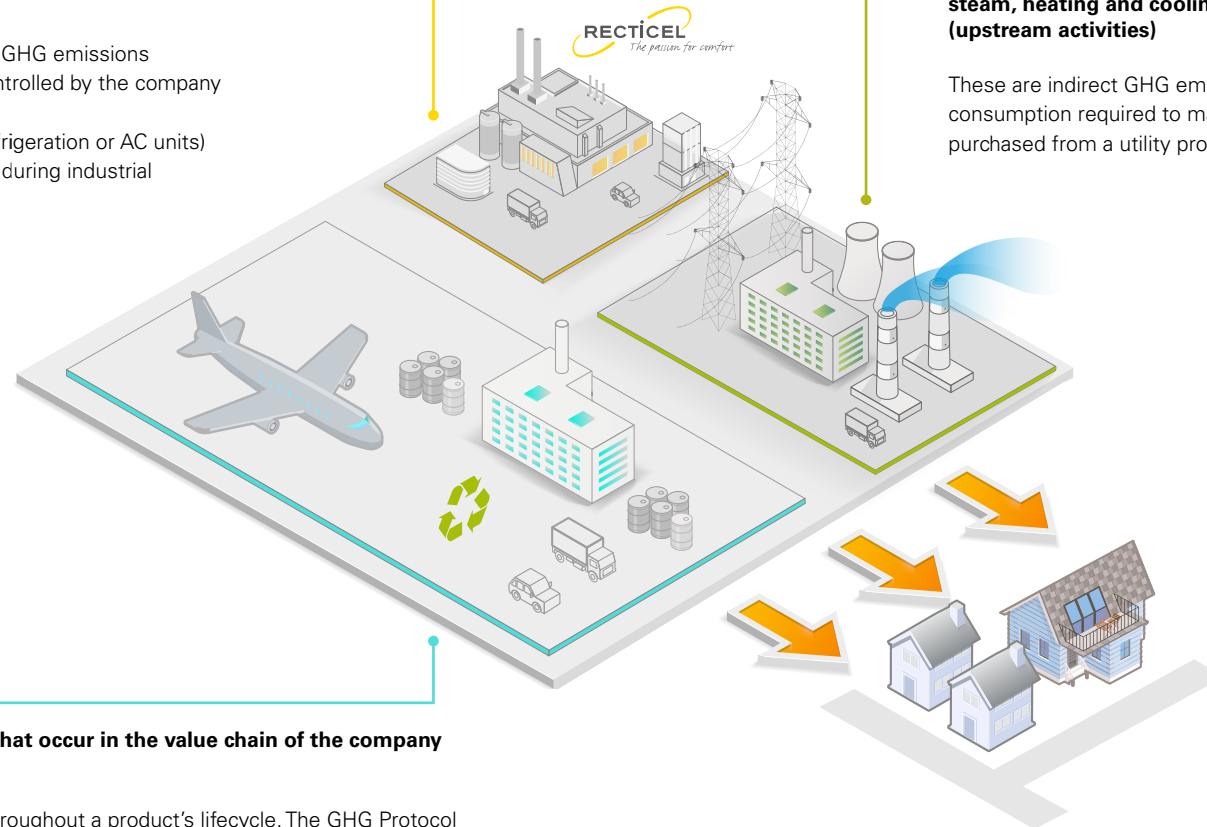 GHG emissions
ntrolled by the company
frigeration or AC units)
during industrial
RECTICEL
The passion for comfort
steam, heating and coolin
(upstream activities)
These are indirect GHG em
consumption required to ma
purchased from a utility pro
hat occur in the value chain of the company
roughout a product's lifecycle. The GHG Protocol